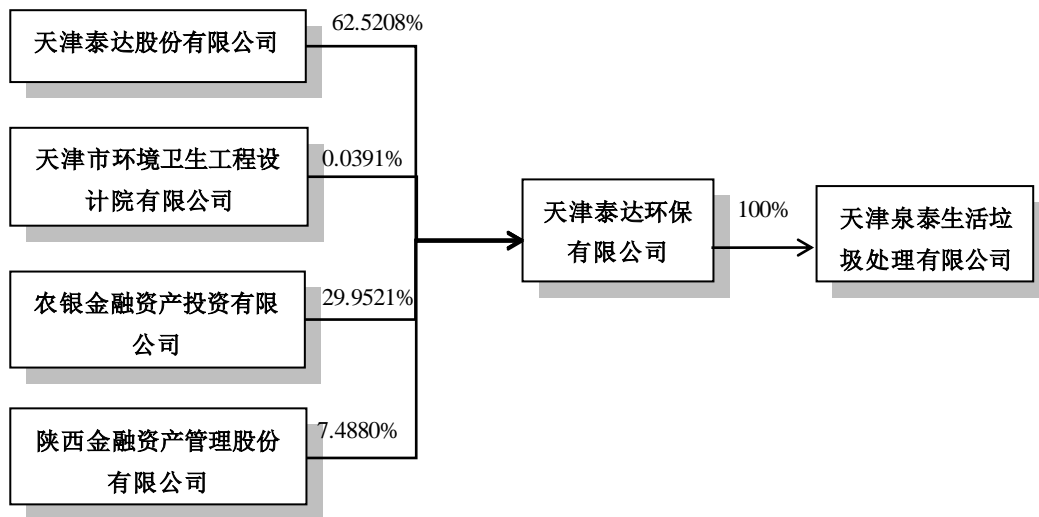 天津泰达股份有限公司
62.5208%
天津市环境卫生工程设
计院有限公司
0.0391%
农银金融资产投资有限
公司
29.9521%
陕西金融资产管理股份
有限公司
7.4880%
天津泰达环保
有限公司
100%
天津泉泰生活垃
圾处理有限公司